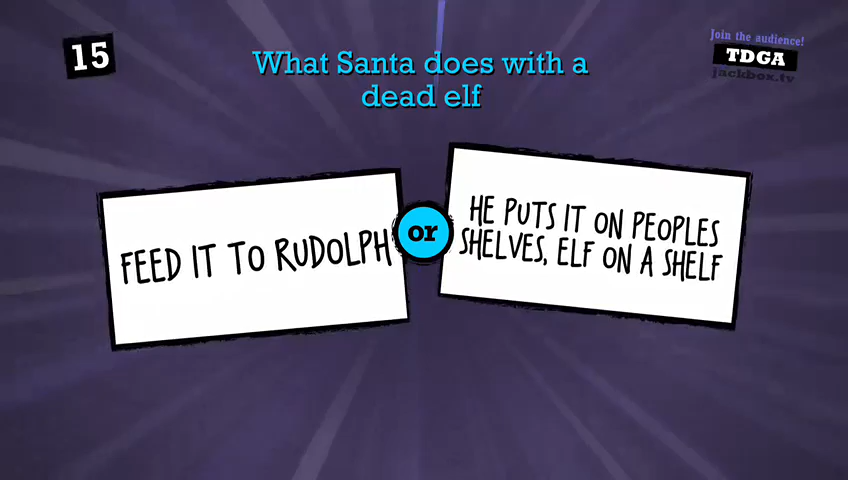 15
What Santa does with a
dead elf
Join the audience!
TDGA
jackbox.tv
FEED IT TO RUDOLPH
or
HE PUTS IT ON PEOPLES
SHELVES, ELF ON A SHELF